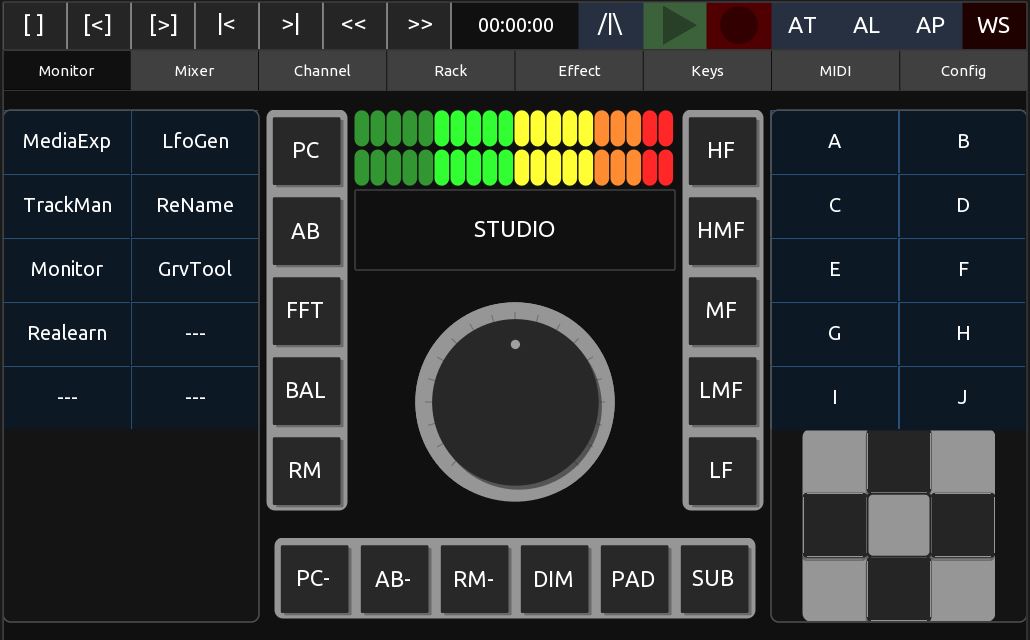 [ ] [<] [>] |< >| << >> 00:00:00 /|\ AT AL AP WS
Monitor Mixer Channel Rack Effect Keys MIDI Config
MediaExp LfoGen
TrackMan ReName
Monitor GrvTool
Realearn ---
--- ---
PC
AB
FFT
BAL
RM
STUDIO
HF
HMF
MF
LMF
LF
A B
C D
E F
G H
I J
PC- AB- RM- DIM PAD SUB